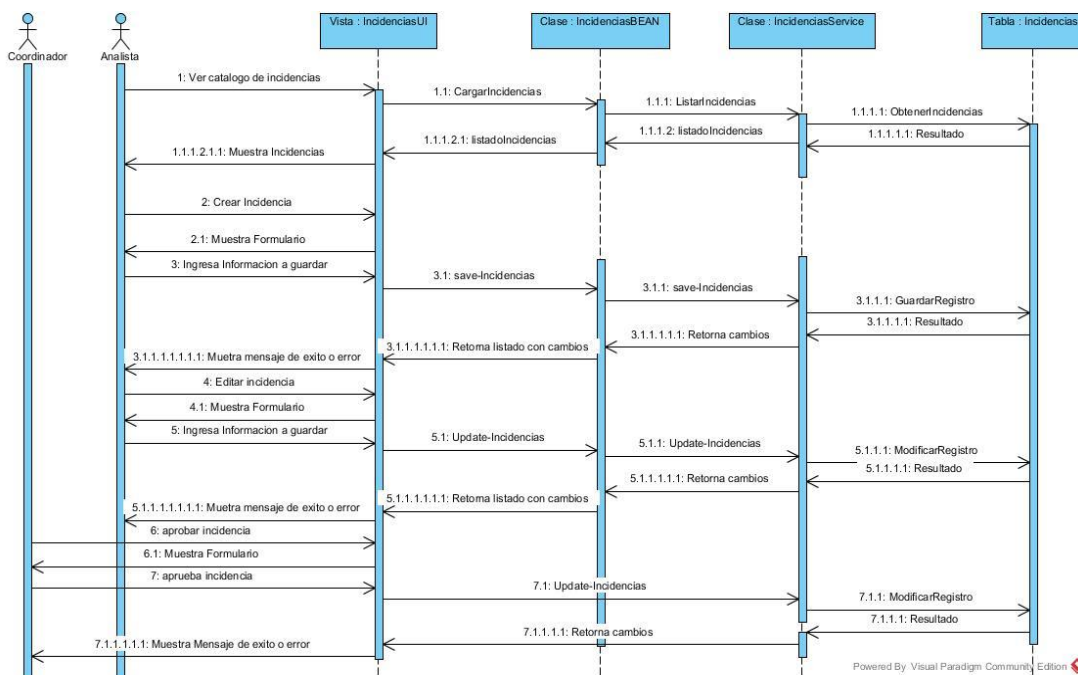 Coordinador
Analista
Vista : IncidenciasUI
Clase : IncidenciasBEAN
Clase : IncidenciasService
Tabla : Incidencias
1: Ver catalogo de incidencias
1.1: CargarIncidencias
1.1.1: ListarIncidencias
1.1.1.1: ObtenerIncidencias
1.1.1.1.1: Resultado
1.1.1.2: listadoIncidencias
1.1.1.2.1: listadoIncidencias
1.1.1.2.1.1: Muestra Incidencias
2: Crear Incidencia
2.1: Muestra Formulario
3: Ingresa Informacion a guardar
3.1: save-Incidencias
3.1.1: save-Incidencias
3.1.1.1: GuardarRegistro
3.1.1.1.1: Resultado
3.1.1.1.1.1: Retorna cambios
3.1.1.1.1.1.1: Retorna listado con cambios
3.1.1.1.1.1.1.1: Muetra mensaje de exito o error
4: Editar incidencia
4.1: Muestra Formulario
5: Ingresa Informacion a guardar
5.1: Update-Incidencias
5.1.1: Update-Incidencias
5.1.1.1: ModificarRegistro
5.1.1.1.1: Resultado
5.1.1.1.1.1: Retorna cambios
5.1.1.1.1.1.1: Retorna listado con cambios
5.1.1.1.1.1.1.1: Muetra mensaje de exito o error
6: aprobar incidencia
6.1: Muestra Formulario
7: aprueba incidencia
7.1: Update-Incidencias
7.1.1: ModificarRegistro
7.1.1.1: Resultado
7.1.1.1.1: Retorna cambios
7.1.1.1.1.1: Muestra Mensaje de exito o error
Powered By Visual Paradigm Community Edition